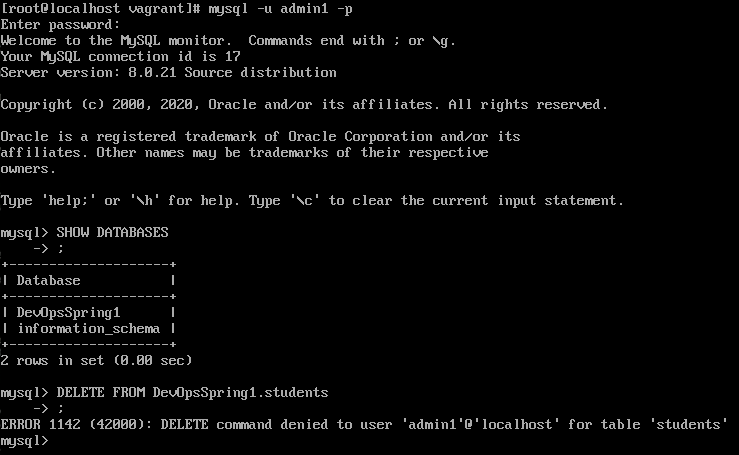 [root@localhost vagrant]# mysql -u admin1 -p
Enter password:
Welcome to the MySQL monitor.  Commands end with ; or \g.
Your MySQL connection id is 17
Server version: 8.0.21 Source distribution

Copyright (c) 2000, 2020, Oracle and/or its affiliates. All rights reserved.

Oracle is a registered trademark of Oracle Corporation and/or its
affiliates. Other names may be trademarks of their respective
owners.

Type 'help;' or '\h' for help. Type '\c' to clear the current input statement.

mysql> SHOW DATABASES
    -> ;
+--------------------+
| Database           |
+--------------------+
| DevOpsSpring1      |
| information_schema |
+--------------------+
2 rows in set (0.00 sec)

mysql> DELETE FROM DevOpsSpring1.students
    -> ;
ERROR 1142 (42000): DELETE command denied to user 'admin1'@'localhost' for table 'students'
mysql>